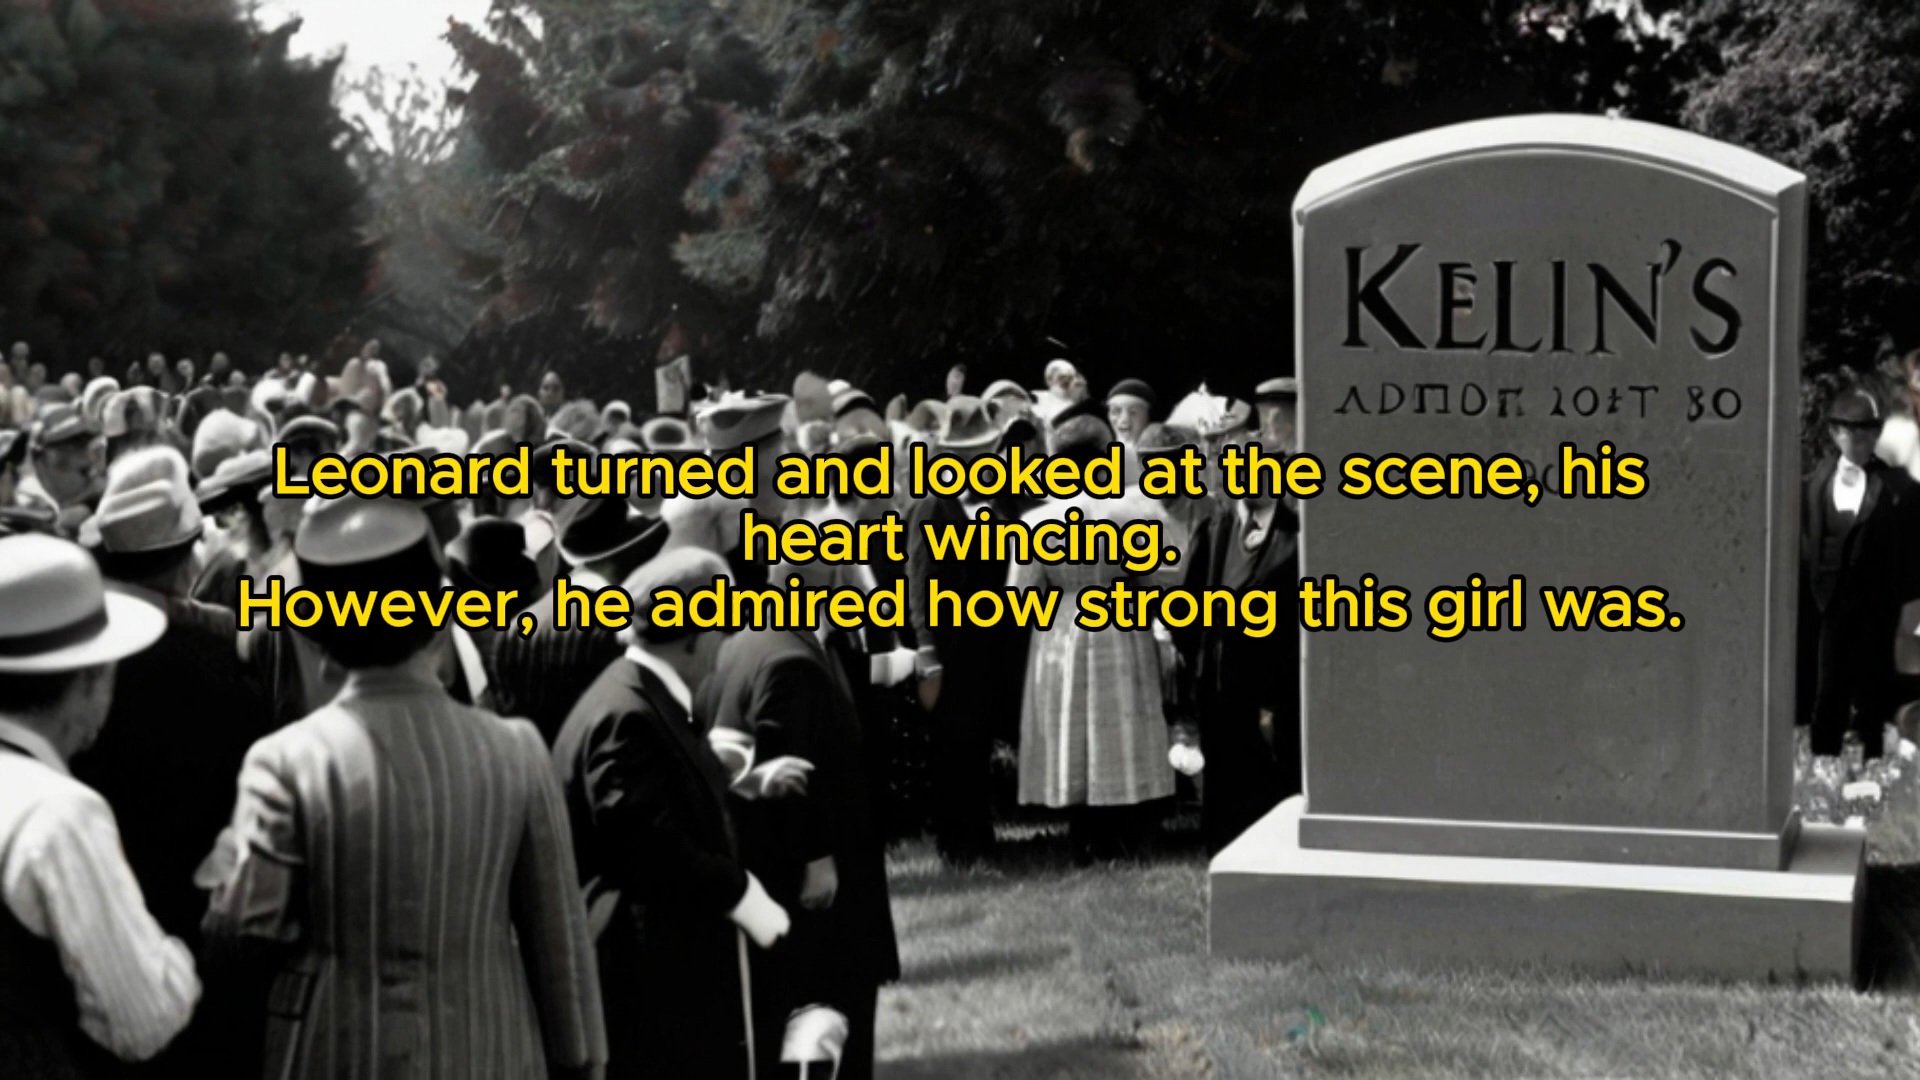 KELIN'S
Leonard turned and looked at the scene, his
heart wincing.
However, he admired how strong this girl was.